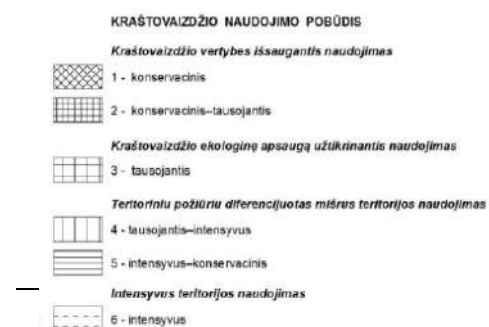 KRAŠTOVAIZDŽIO NAUDOJIMO POBŪDIS
Kraštovaizdžio vertybes išsaugantis naudojimas
1 - konservacinis
2 - konservacinis–tausojantis
Kraštovaizdžio ekologinę apsaugą užtikrinantis naudojimas
3 - tausojantis
Teritoriniu požiūriu diferencijuotas mišrus teritorijos naudojimas
4 - tausojantis–intensyvus
5 - intensyvus–konservacinis
Intensyvus teritorijos naudojimas
6 - intensyvus